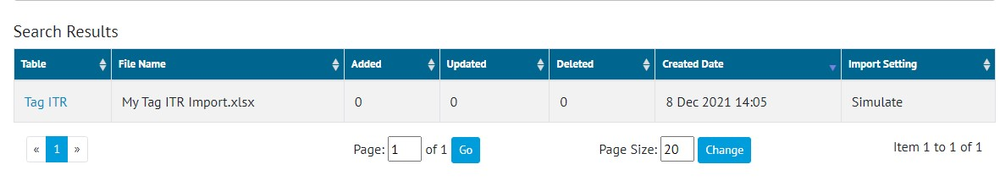 Search Results
Table File Name Added Updated Deleted Created Date Import Setting
Tag ITR My Tag ITR Import.xlsx 0 0 0 8 Dec 2021 14:05 Simulate
« 1 » Page: 1 of 1 Go Page Size: 20 Change Item 1 to 1 of 1